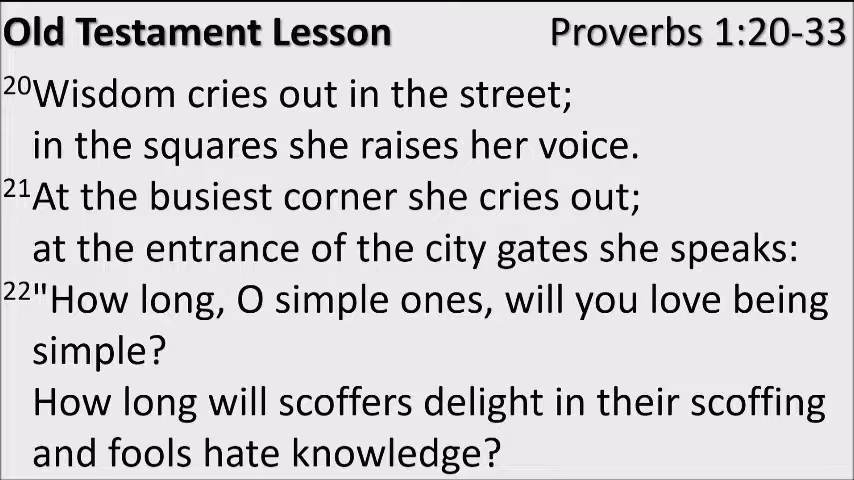 Old Testament Lesson Proverbs 1:20-33
20Wisdom cries out in the street;
in the squares she raises her voice.
21At the busiest corner she cries out;
at the entrance of the city gates she speaks:
22"How long, O simple ones, will you love being
simple?
How long will scoffers delight in their scoffing
and fools hate knowledge?